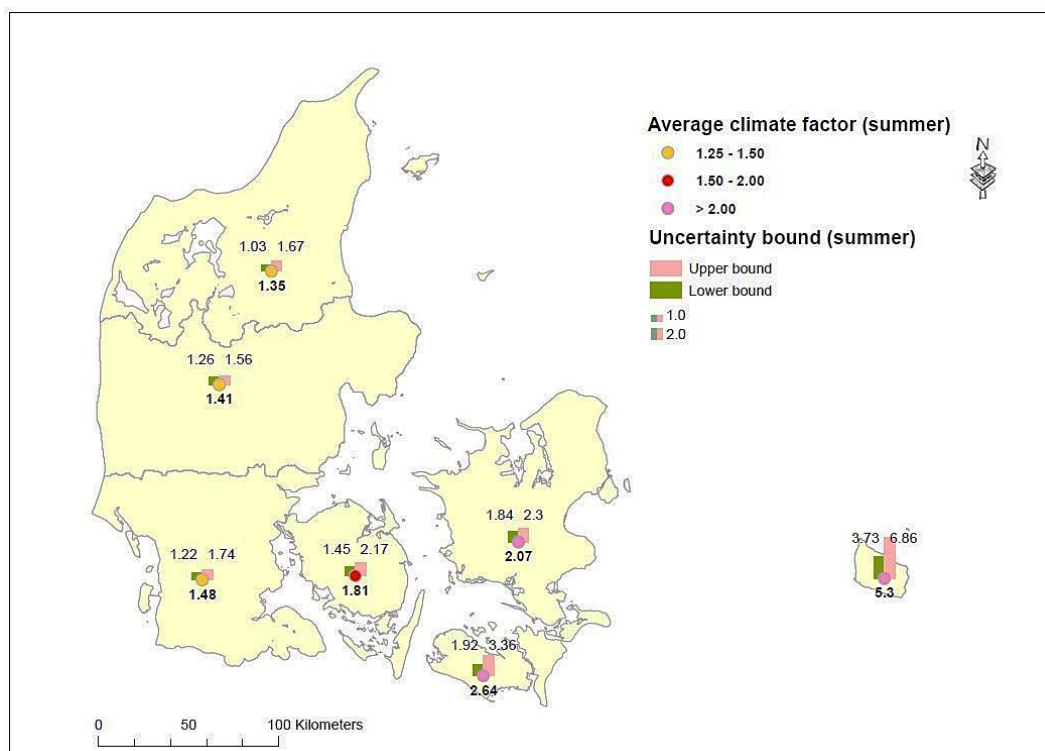 Average climate factor (summer)
N
1.25 - 1.50
1.50 - 2.00
> 2.00
Uncertainty bound (summer)
Upper bound
Lower bound
1.0
2.0
1.03 1.67
1.35
1.26 1.56
1.41
1.84 2.3
2.07
1.22 1.74
1.48
1.45 2.17
1.81
3.73 6.86
5.3
1.92 3.36
2.64
0 50 100 Kilometers